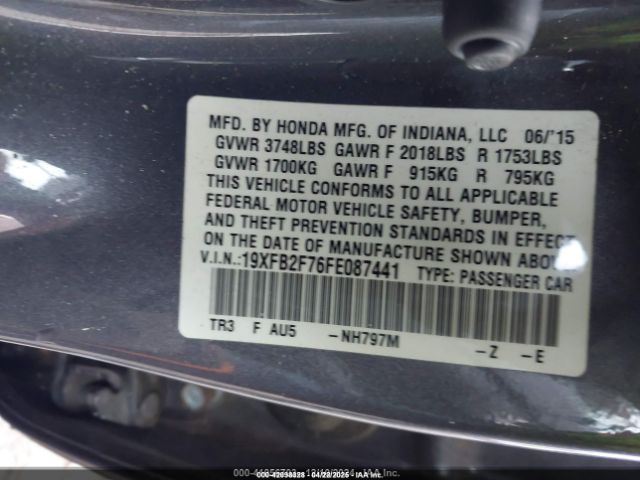 MFD. BY HONDA MFG. OF INDIANA, LLC 06/'15
GVWR 3748LBS GAWR F 2018LBS R 1753LBS
GVWR 1700KG GAWR F 915KG R 795KG
THIS VEHICLE CONFORMS TO ALL APPLICABLE
FEDERAL MOTOR VEHICLE SAFETY, BUMPER,
AND THEFT PREVENTION STANDARDS IN EFFECT
ON THE DATE OF MANUFACTURE SHOWN ABOVE.
V.I.N.:19XFB2F76FE087441 TYPE: PASSENGER CAR
TR3 F AU5 -NH797M -Z -E